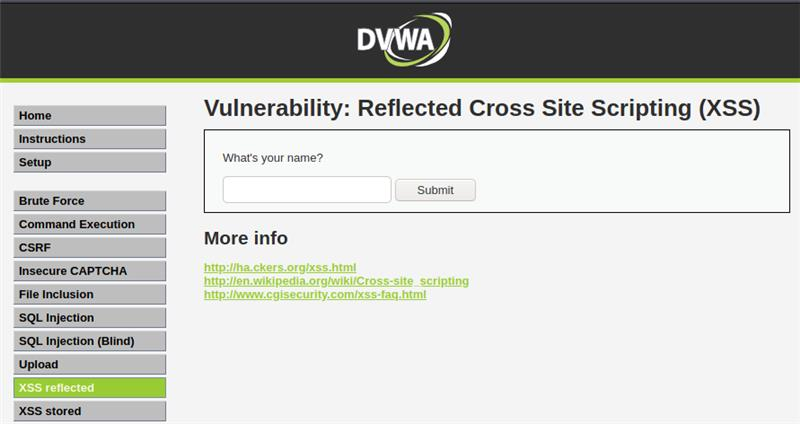 DVWA
Home
Instructions
Setup
Brute Force
Command Execution
CSRF
Insecure CAPTCHA
File Inclusion
SQL Injection
SQL Injection (Blind)
Upload
XSS reflected
XSS stored
Vulnerability: Reflected Cross Site Scripting (XSS)
What's your name?
Submit
More info
http://ha.ckers.org/xss.html
http://en.wikipedia.org/wiki/Cross-site_scripting
http://www.cgisecurity.com/xss-faq.html